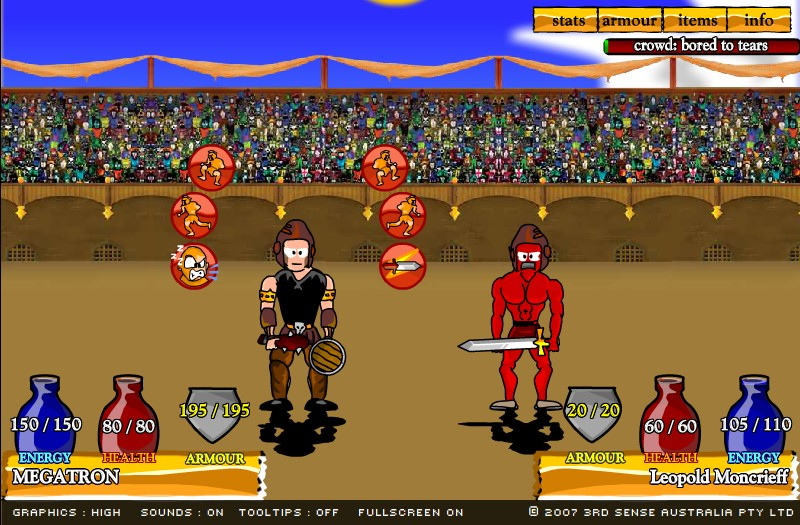 stats armour items info
crowd: bored to tears
150 / 150 80 / 80 195 / 195 20 / 20 60 / 60 105 / 110
ENERGY HEALTH ARMOUR ARMOUR HEALTH ENERGY
MEGATRON Leopold Moncrieff
GRAPHICS : HIGH SOUNDS : ON TOOLTIPS : OFF FULLSCREEN ON © 2007 3RD SENSE AUSTRALIA PTY LTD